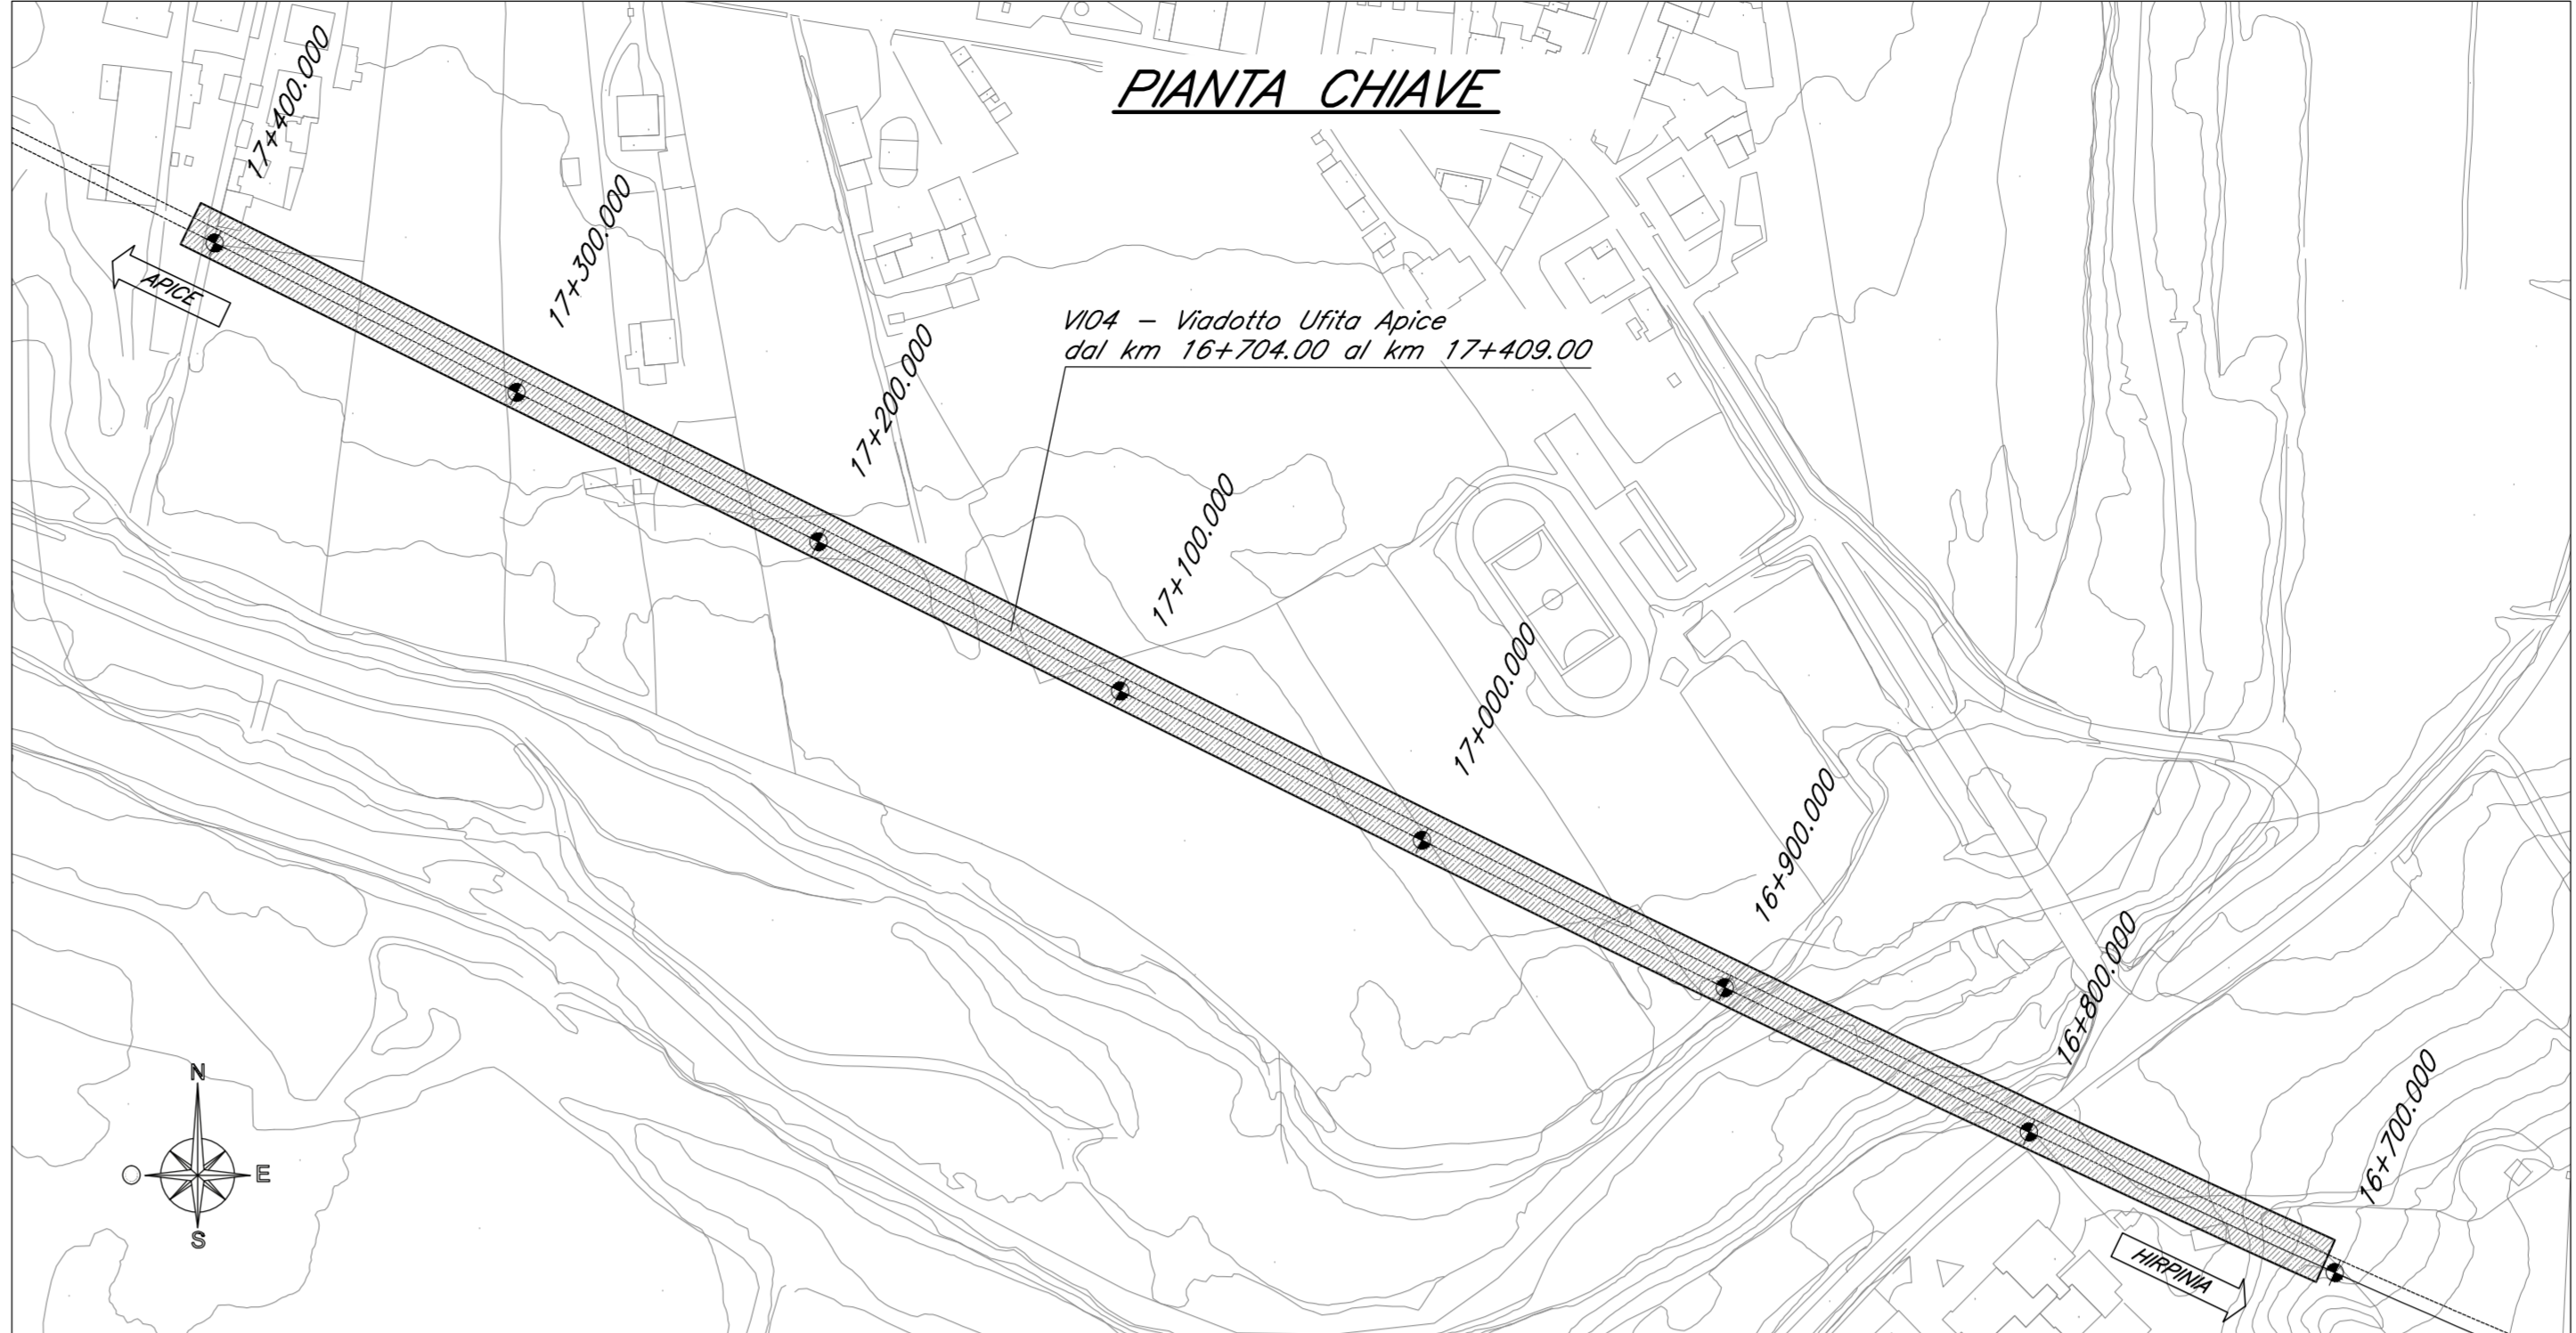 PIANTA CHIAVE
17+400.000
17+300.000
APICE
VI04 – Viadotto Ufita Apice
dal km 16+704.00 al km 17+409.00
17+200.000
17+100.000
17+000.000
16+900.000
16+800.000
16+700.000
N
O
E
S
HIRPINIA